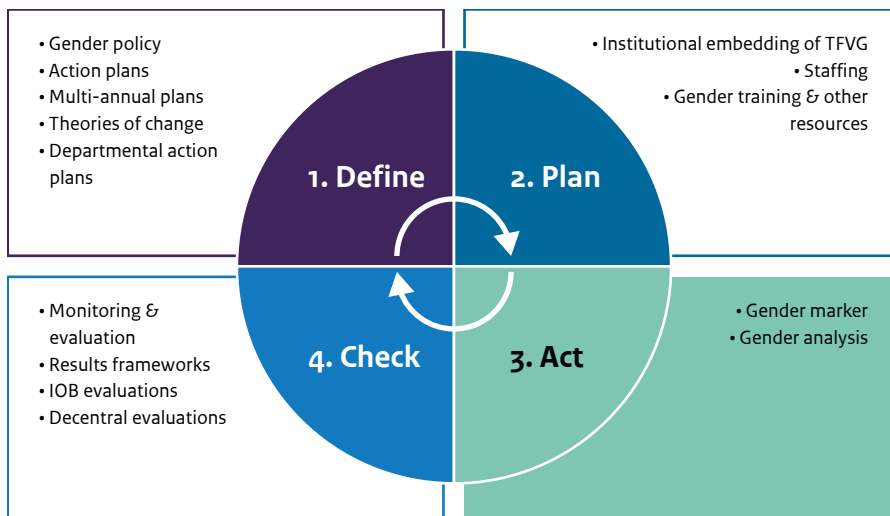 • Gender policy
• Action plans
• Multi-annual plans
• Theories of change
• Departmental action
plans
• Institutional embedding of TFVG
• Staffing
• Gender training & other
resources
1. Define
2. Plan
• Monitoring &
evaluation
• Results frameworks
• IOB evaluations
• Decentral evaluations
• Gender marker
• Gender analysis
4. Check
3. Act